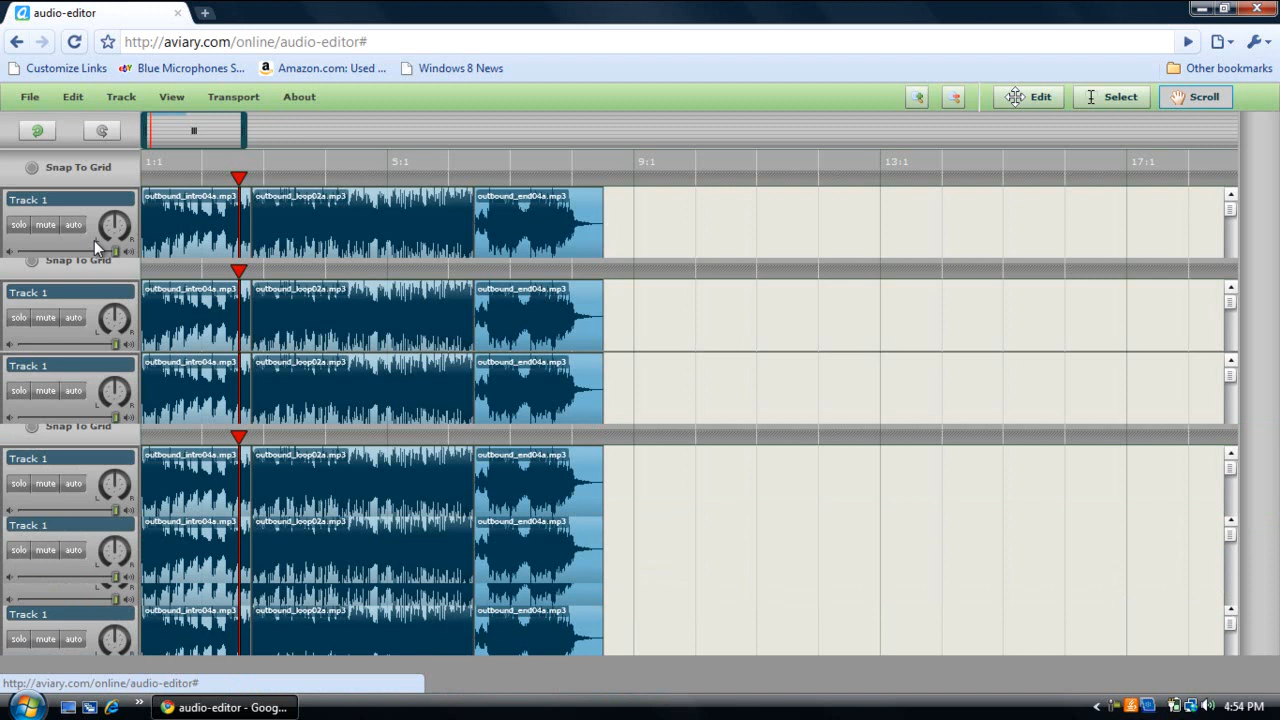 audio-editor
http://aviary.com/online/audio-editor#
Customize Links Blue Microphones S... Amazon.com: Used ... Windows 8 News Other bookmarks
File Edit Track View Transport About Edit Select Scroll
Snap To Grid 1:1 5:1 9:1 13:1 17:1
Track 1 outbound_intro04a.mp3 outbound_loop02a.mp3 outbound_end04a.mp3
solo mute auto
R
Snap To Grid
Track 1 outbound_intro04a.mp3 outbound_loop02a.mp3 outbound_end04a.mp3
solo mute auto
L R
Track 1 outbound_intro04a.mp3 outbound_loop02a.mp3 outbound_end04a.mp3
solo mute auto
L R
Snap To Grid
Track 1 outbound_intro04a.mp3 outbound_loop02a.mp3 outbound_end04a.mp3
solo mute auto
L R
Track 1 outbound_intro04a.mp3 outbound_loop02a.mp3 outbound_end04a.mp3
solo mute auto
L R
Track 1 outbound_intro04a.mp3 outbound_loop02a.mp3 outbound_end04a.mp3
solo mute auto
http://aviary.com/online/audio-editor#
audio-editor - Goog... 4:54 PM